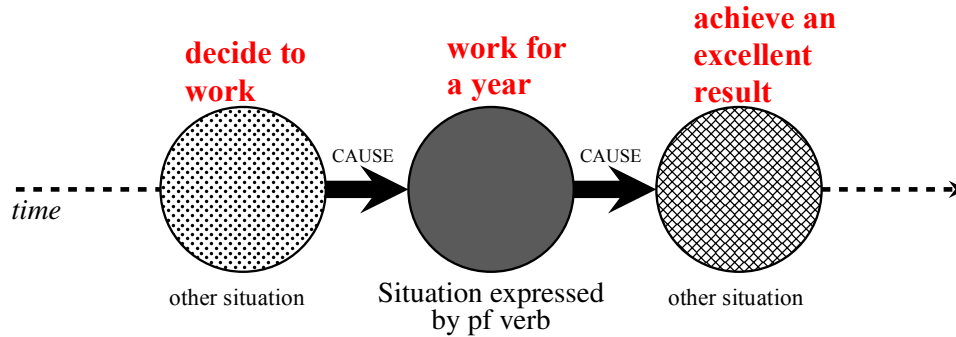 decide to
work
work for
a year
achieve an
excellent
result
CAUSE
CAUSE
time
other situation
Situation expressed
by pf verb
other situation